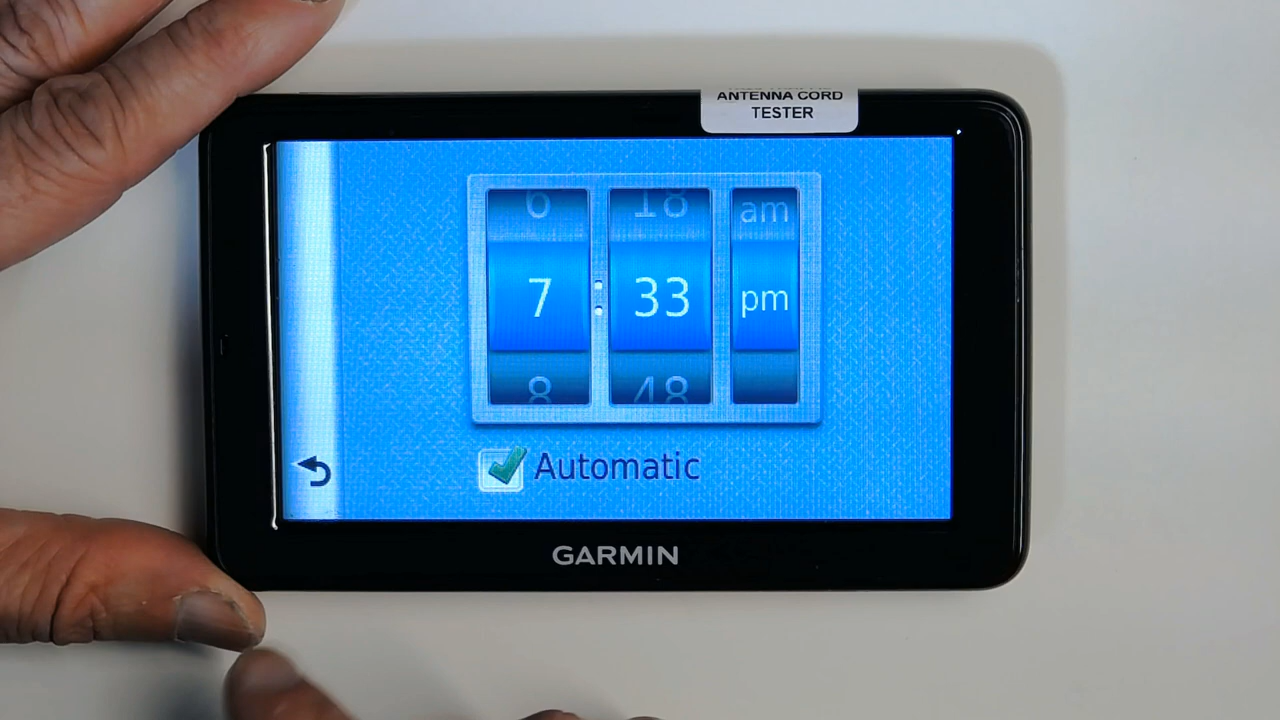 ANTENNA CORD
TESTER
6 18 am
7 : 33 pm
8 48
Automatic
GARMIN